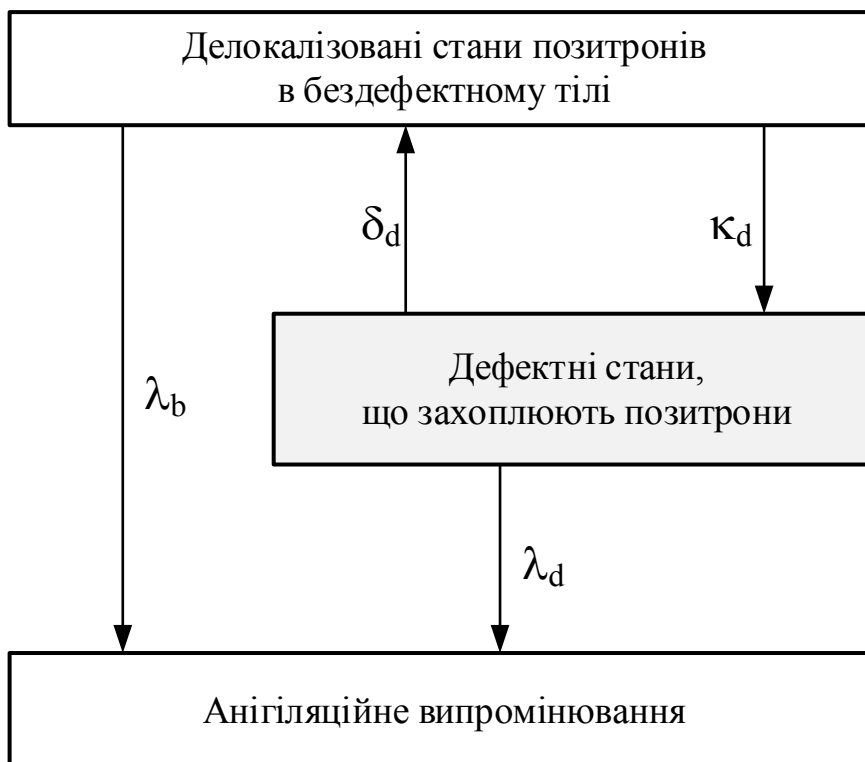 Делокалізовані стани позитронів
в бездефектному тілі
δd
κd
Дефектні стани,
що захоплюють позитрони
λb
λd
Анігіляційне випромінювання